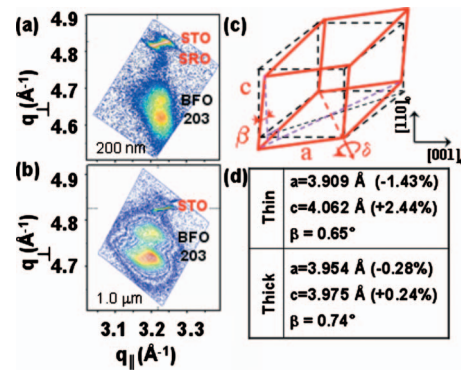 (a)
4.9
4.8
4.7
4.6
q⊥ (Å⁻¹)
STO
SRO
BFO
203
200 nm
(b)
4.9
4.8
4.7
q⊥ (Å⁻¹)
STO
BFO
203
1.0 μm
3.1 3.2 3.3
q∥ (Å⁻¹)
(c)
c
β
a
δ
[011]
[001]
(d)
Thin
a=3.909 Å (-1.43%)
c=4.062 Å (+2.44%)
β = 0.65°
Thick
a=3.954 Å (-0.28%)
c=3.975 Å (+0.24%)
β = 0.74°